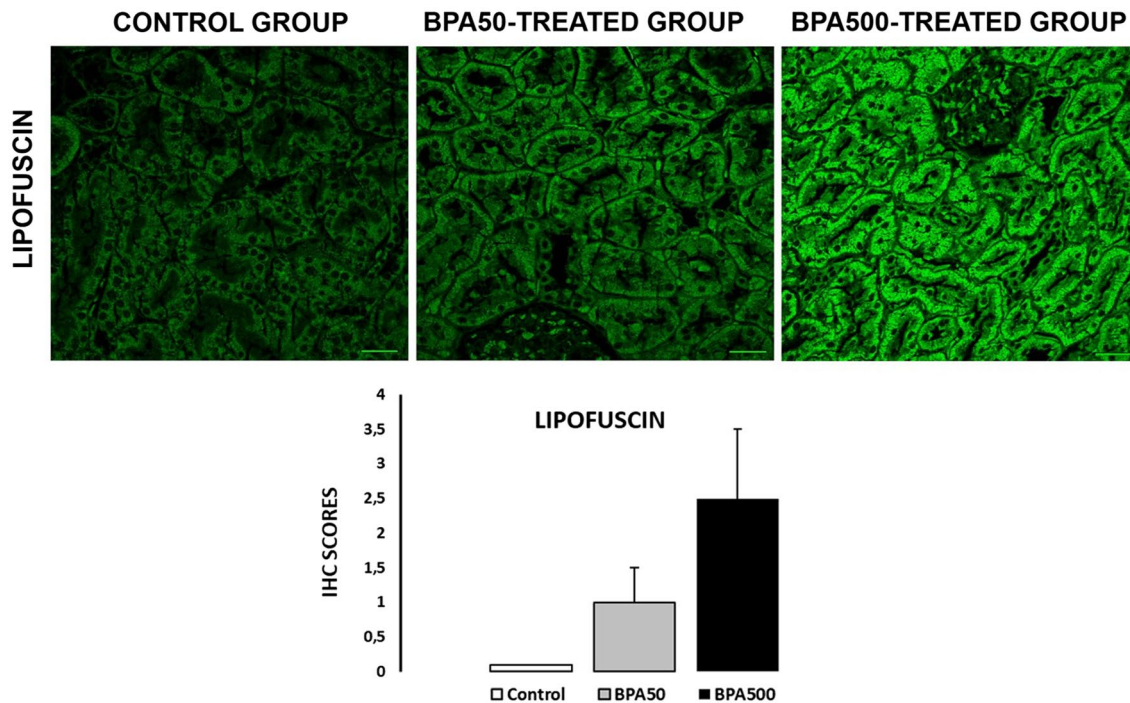 CONTROL GROUP
BPA50-TREATED GROUP
BPA500-TREATED GROUP
LIPOFUSCIN
LIPOFUSCIN
IHC SCORES
4
3,5
3
2,5
2
1,5
1
0,5
0
Control
BPA50
BPA500